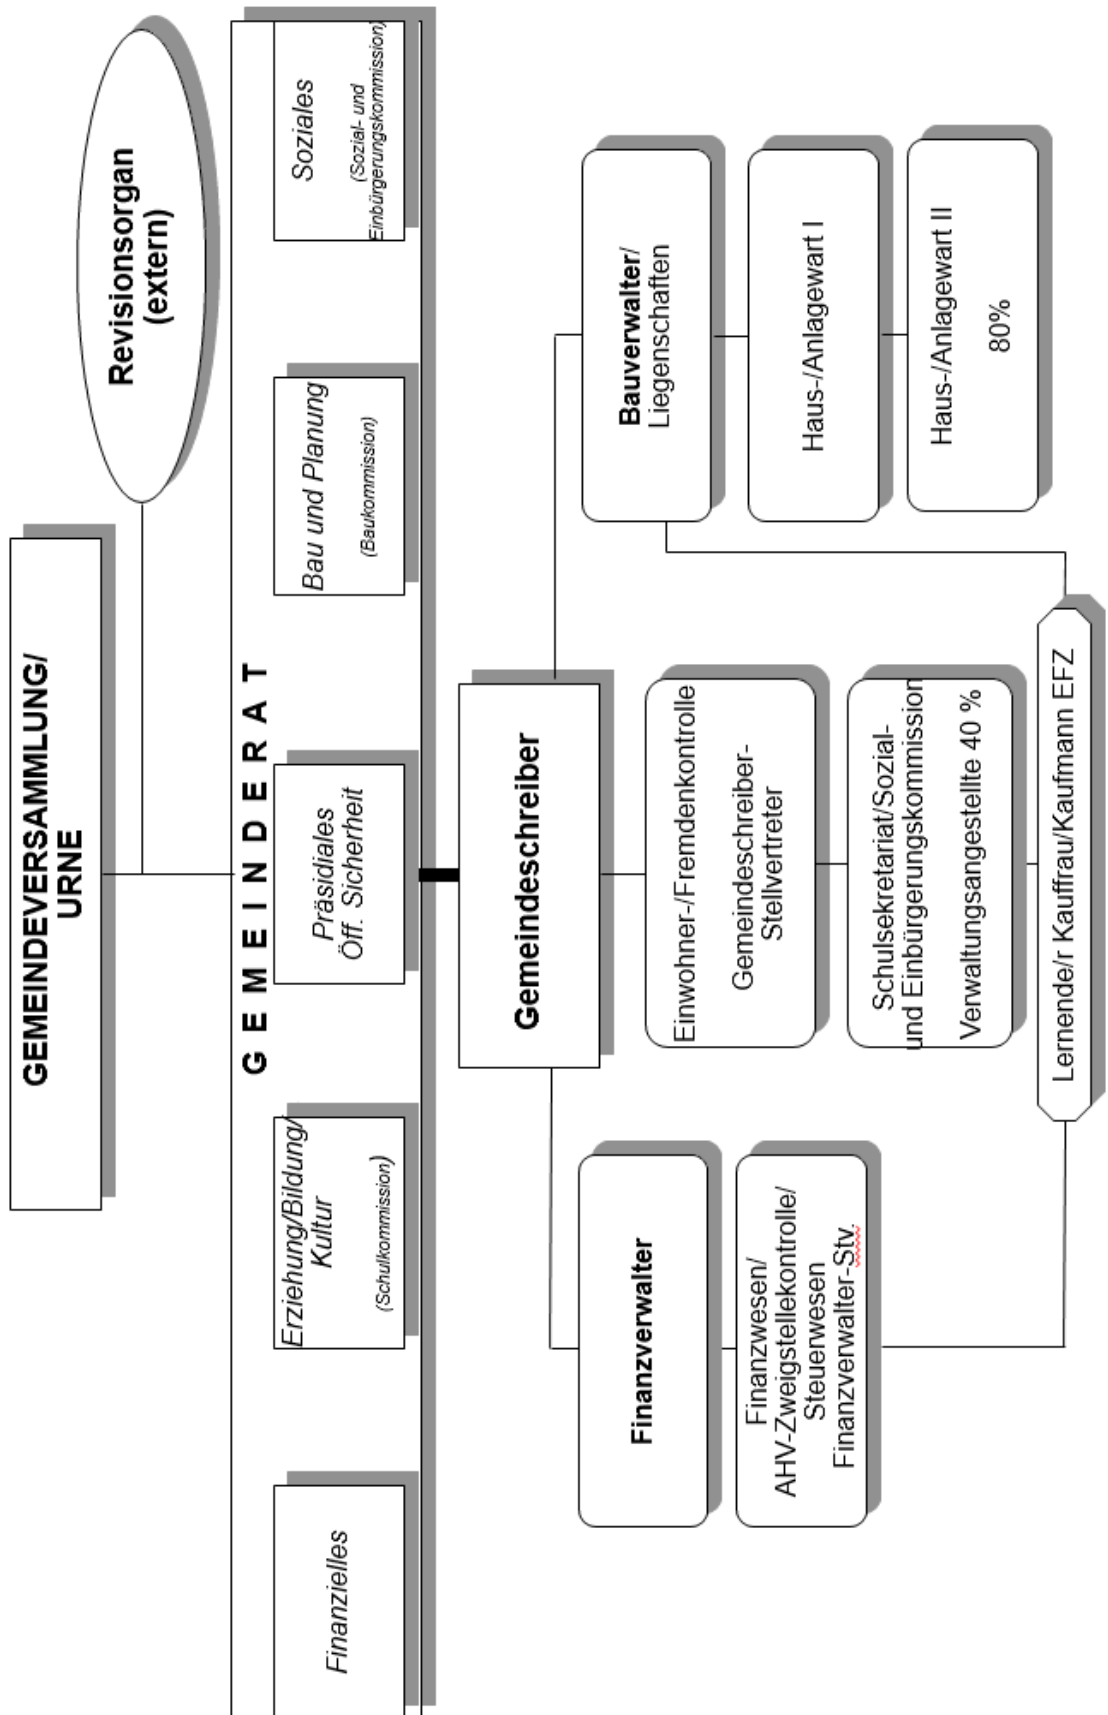 GEMEINDEVERSAMMLUNG/
URNE
Revisionsorgan
(extern)
G E M E I N D E R A T
Finanzielles
Erziehung/Bildung/
Kultur
(Schulkommission)
Präsidiales
Öff. Sicherheit
Bau und Planung
(Baukommission)
Soziales
(Sozial- und
Einbürgerungskommission)
Gemeindeschreiber
Finanzverwalter
Finanzwesen/
AHV-Zweigstellekontrolle/
Steuerwesen
Finanzverwalter-Stv.
Einwohner-/Fremdenkontrolle
Gemeindeschreiber-
Stellvertreter
Schulsekretariat/Sozial-
und Einbürgerungskommission
Verwaltungsangestellte 40 %
Bauverwalter/
Liegenschaften
Haus-/Anlagewart I
Haus-/Anlagewart II
80%
Lernende/r Kauffrau/Kaufmann EFZ